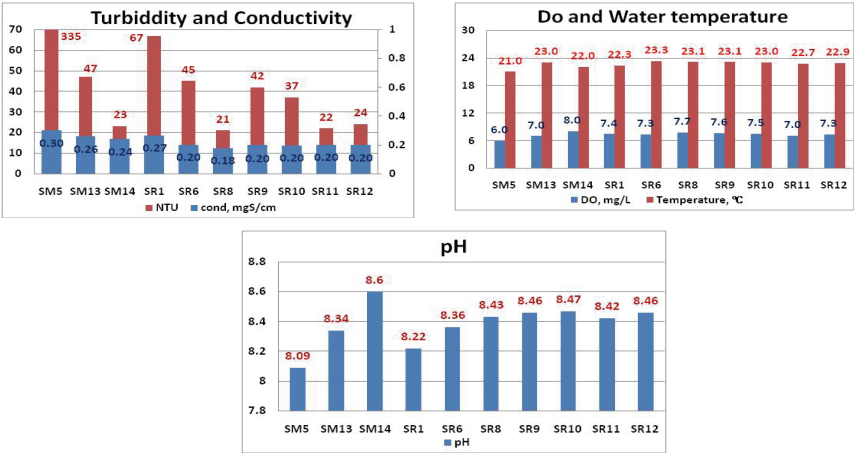 Turbiddity and Conductivity
70 335 67 1
60
50 47 45 42 0.8
40 37 0.6
30 23 21 22 24 0.4
20 0.2
10 0.30 0.26 0.24 0.27 0.20 0.18 0.20 0.20 0.20 0.20
0 0
SM5 SM13 SM14 SR1 SR6 SR8 SR9 SR10 SR11 SR12
NTU cond, mgS/cm
Do and Water temperature
30
24 21.0 23.0 22.0 22.3 23.3 23.1 23.1 23.0 22.7 22.9
18
12
6.0 7.0 8.0 7.4 7.3 7.7 7.6 7.5 7.0 7.3
6
0
SM5 SM13 SM14 SR1 SR6 SR8 SR9 SR10 SR11 SR12
DO, mg/L Temperature, ℃
pH
8.8
8.6 8.6
8.4 8.34 8.36 8.43 8.46 8.47 8.42 8.46
8.2 8.09 8.22
8
7.8
SM5 SM13 SM14 SR1 SR6 SR8 SR9 SR10 SR11 SR12
pH